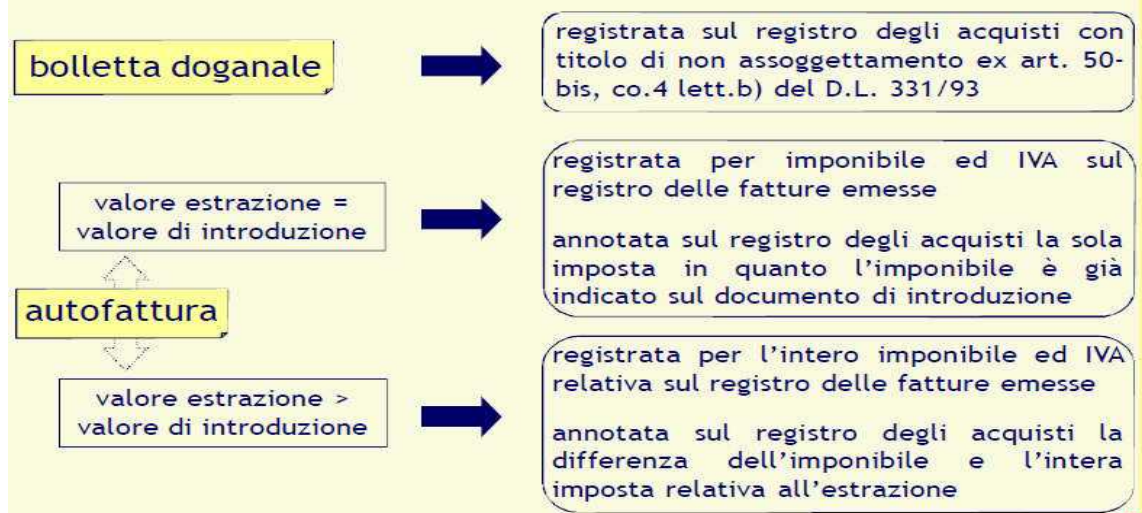 bolletta doganale
registrata sul registro degli acquisti con
titolo di non assoggettamento ex art. 50-
bis, co.4 lett.b) del D.L. 331/93
valore estrazione =
valore di introduzione
registrata per imponibile ed IVA sul
registro delle fatture emesse
annotata sul registro degli acquisti la sola
imposta in quanto l'imponibile è già
indicato sul documento di introduzione
autofattura
valore estrazione >
valore di introduzione
registrata per l'intero imponibile ed IVA
relativa sul registro delle fatture emesse
annotata sul registro degli acquisti la
differenza dell'imponibile e l'intera
imposta relativa all'estrazione